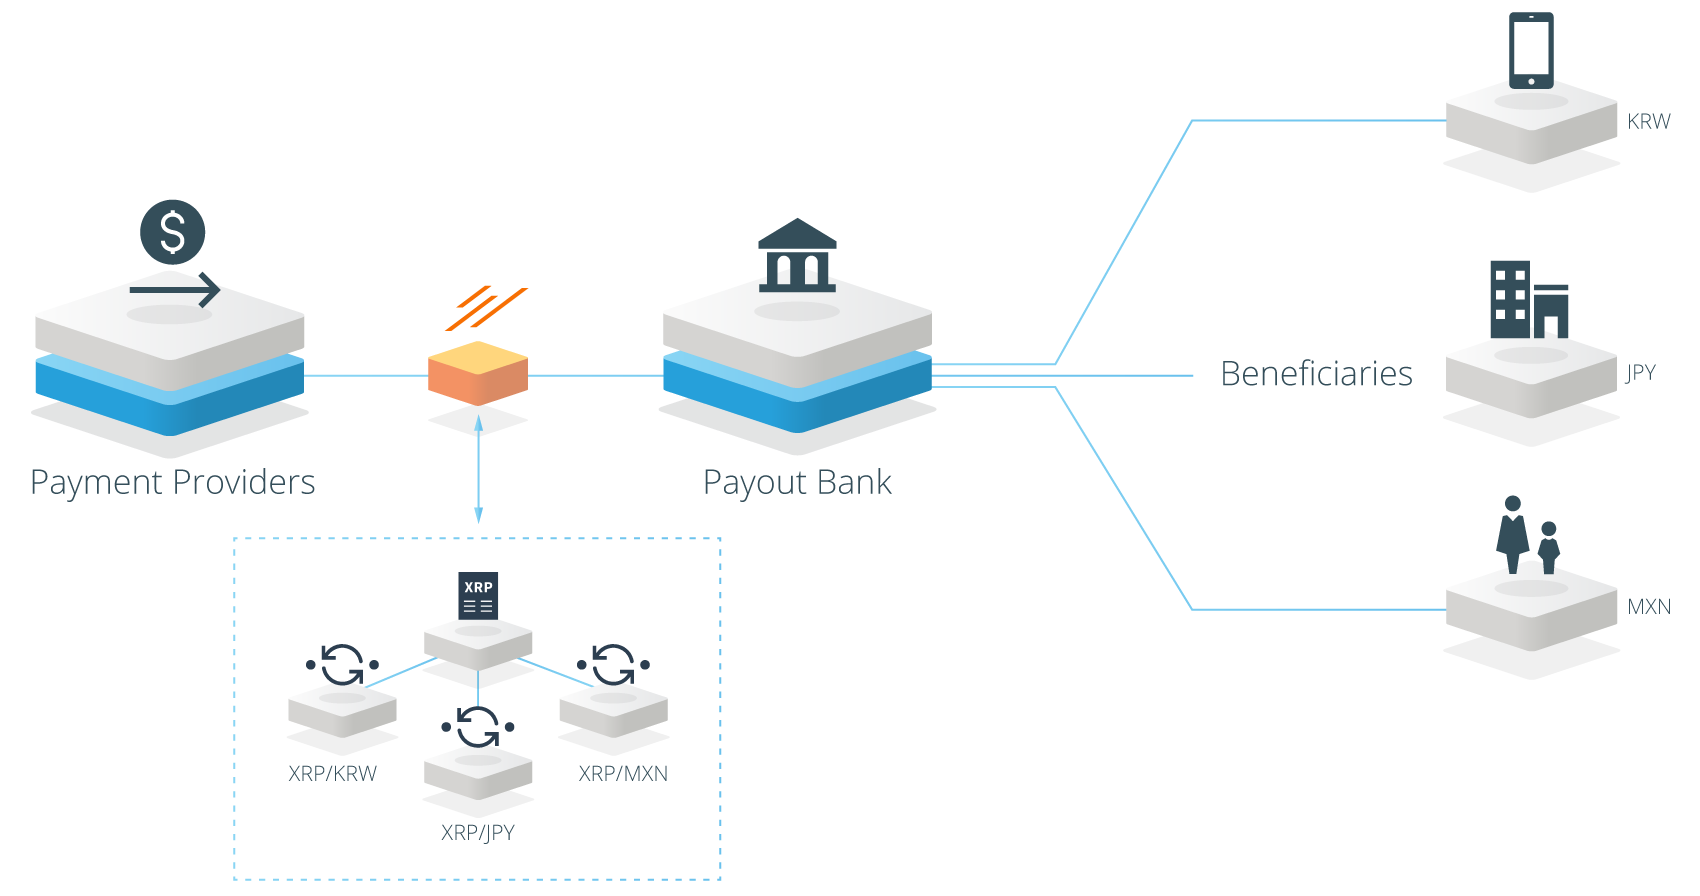 KRW
Beneficiaries
JPY
Payment Providers
Payout Bank
MXN
XRP
XRP/KRW
XRP/MXN
XRP/JPY